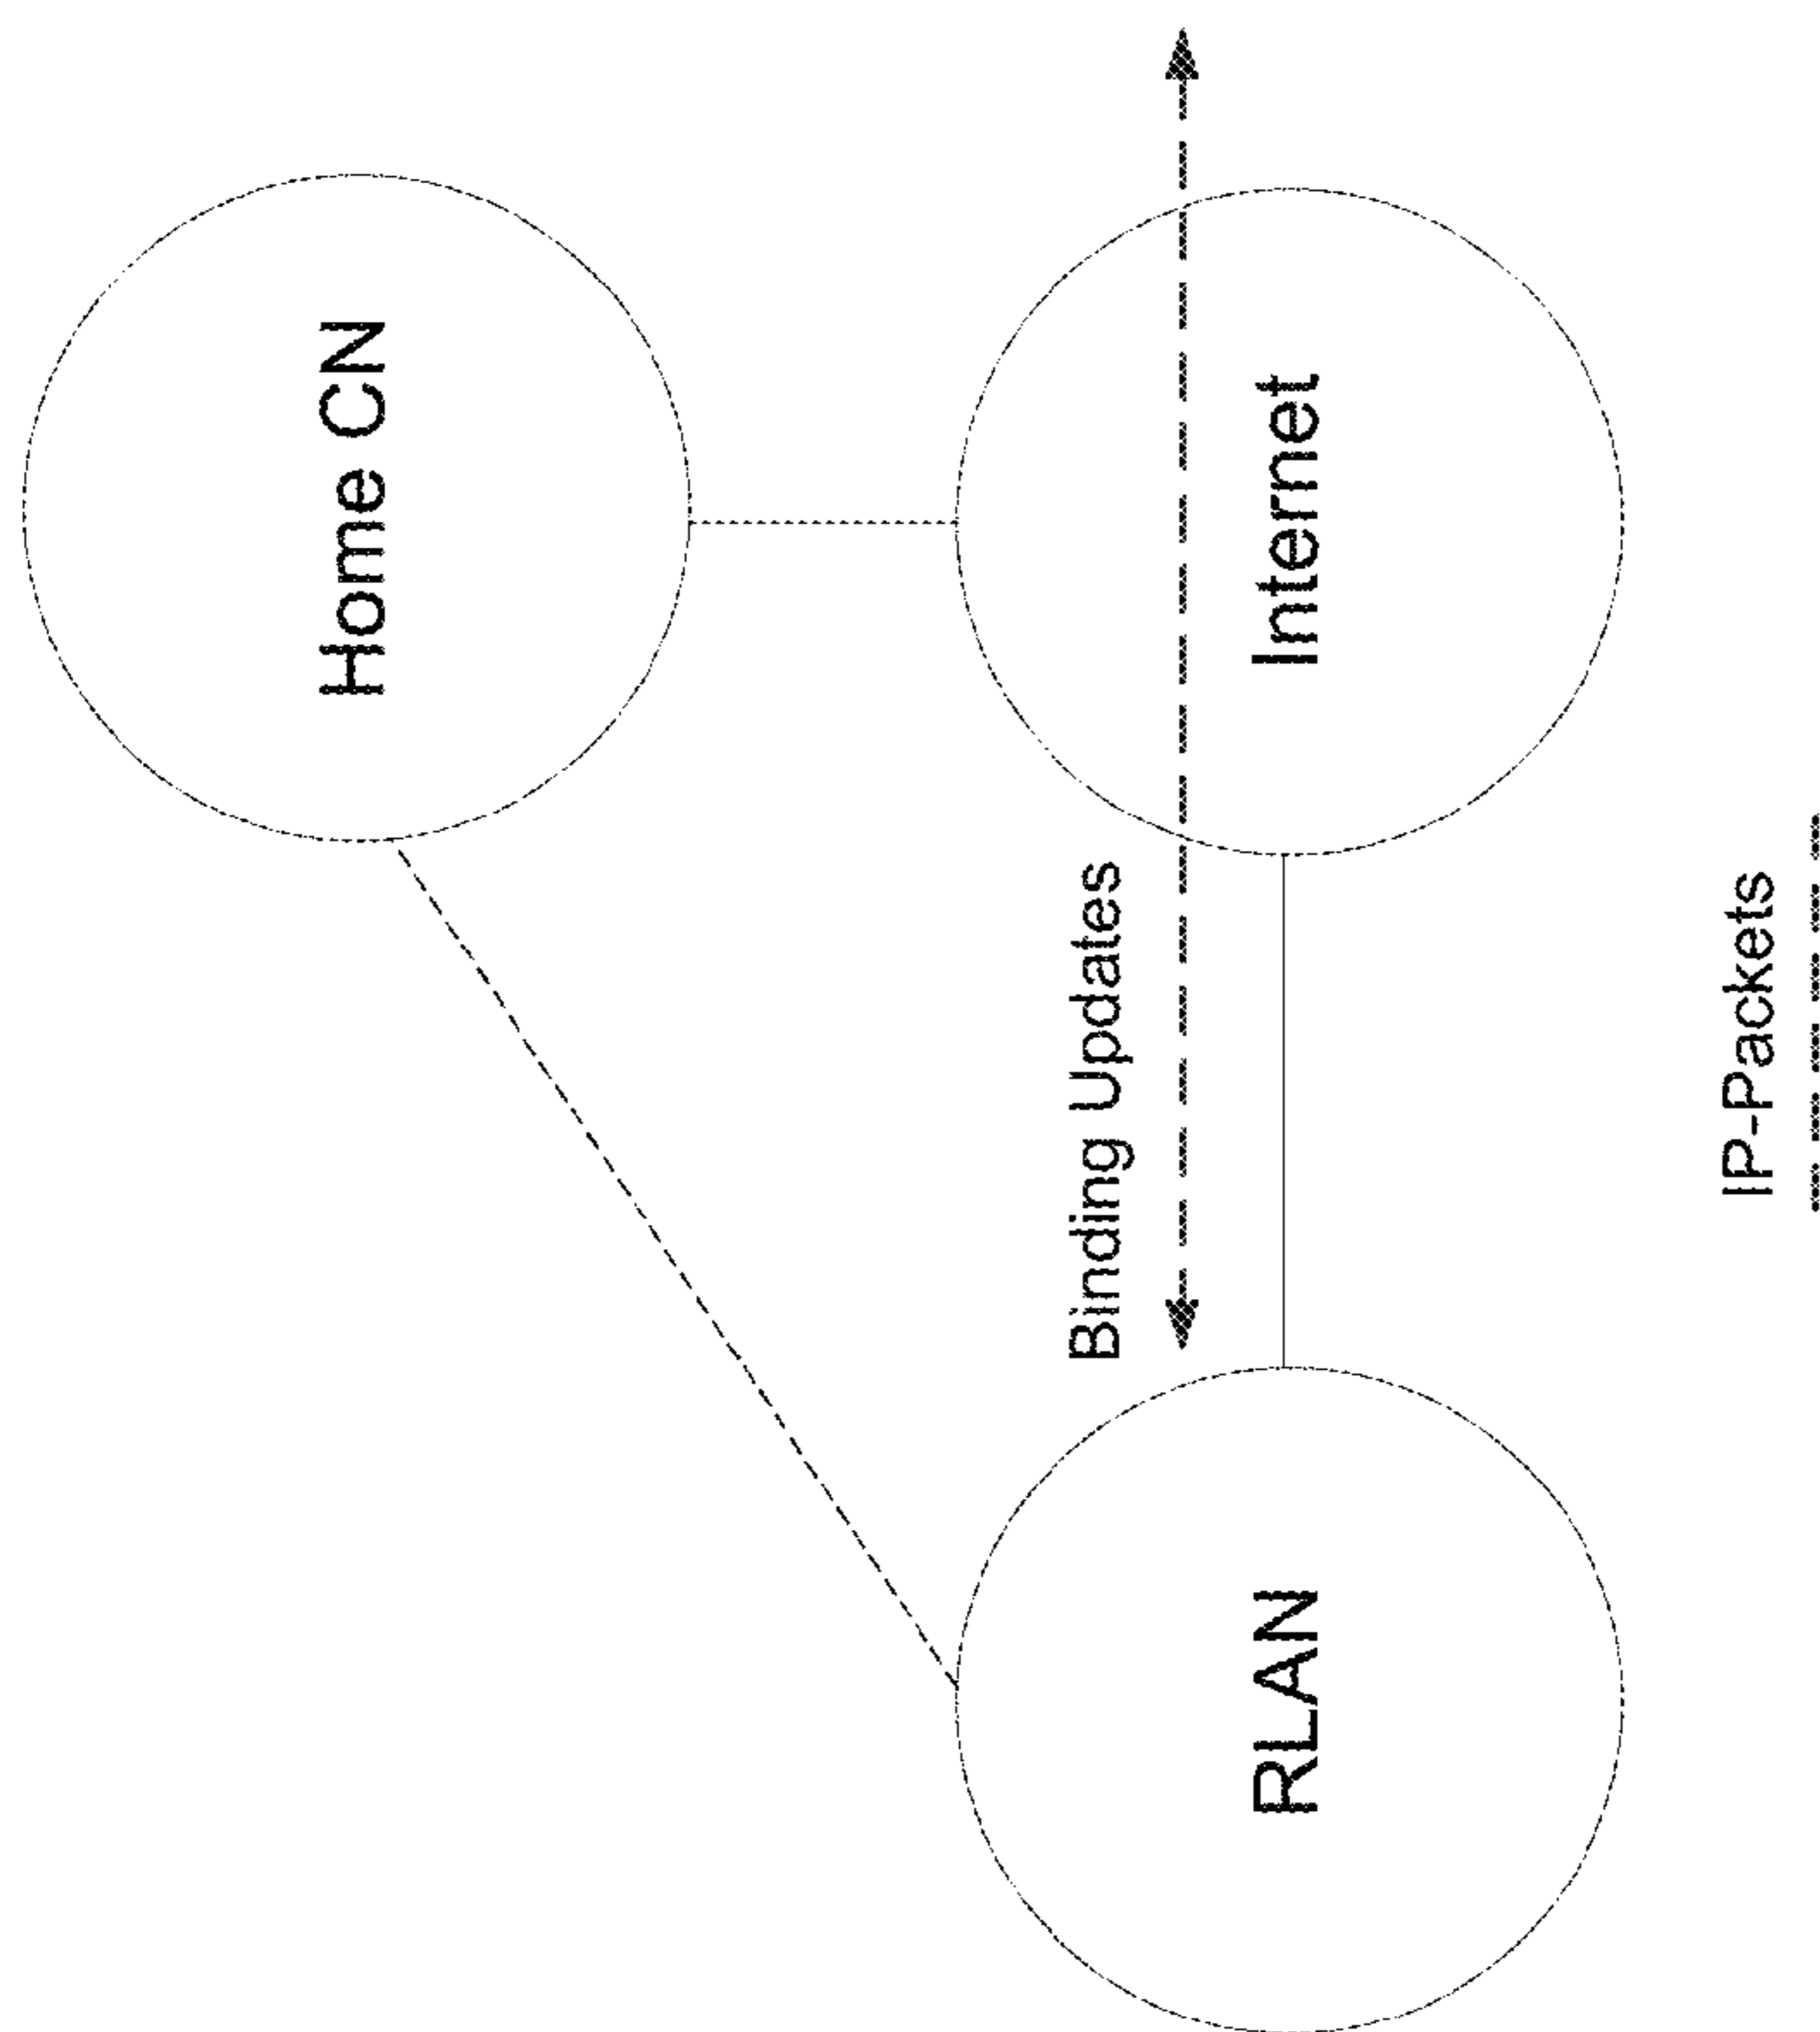 Home CN
Binding Updates
RLAN
Internet
IP-Packets